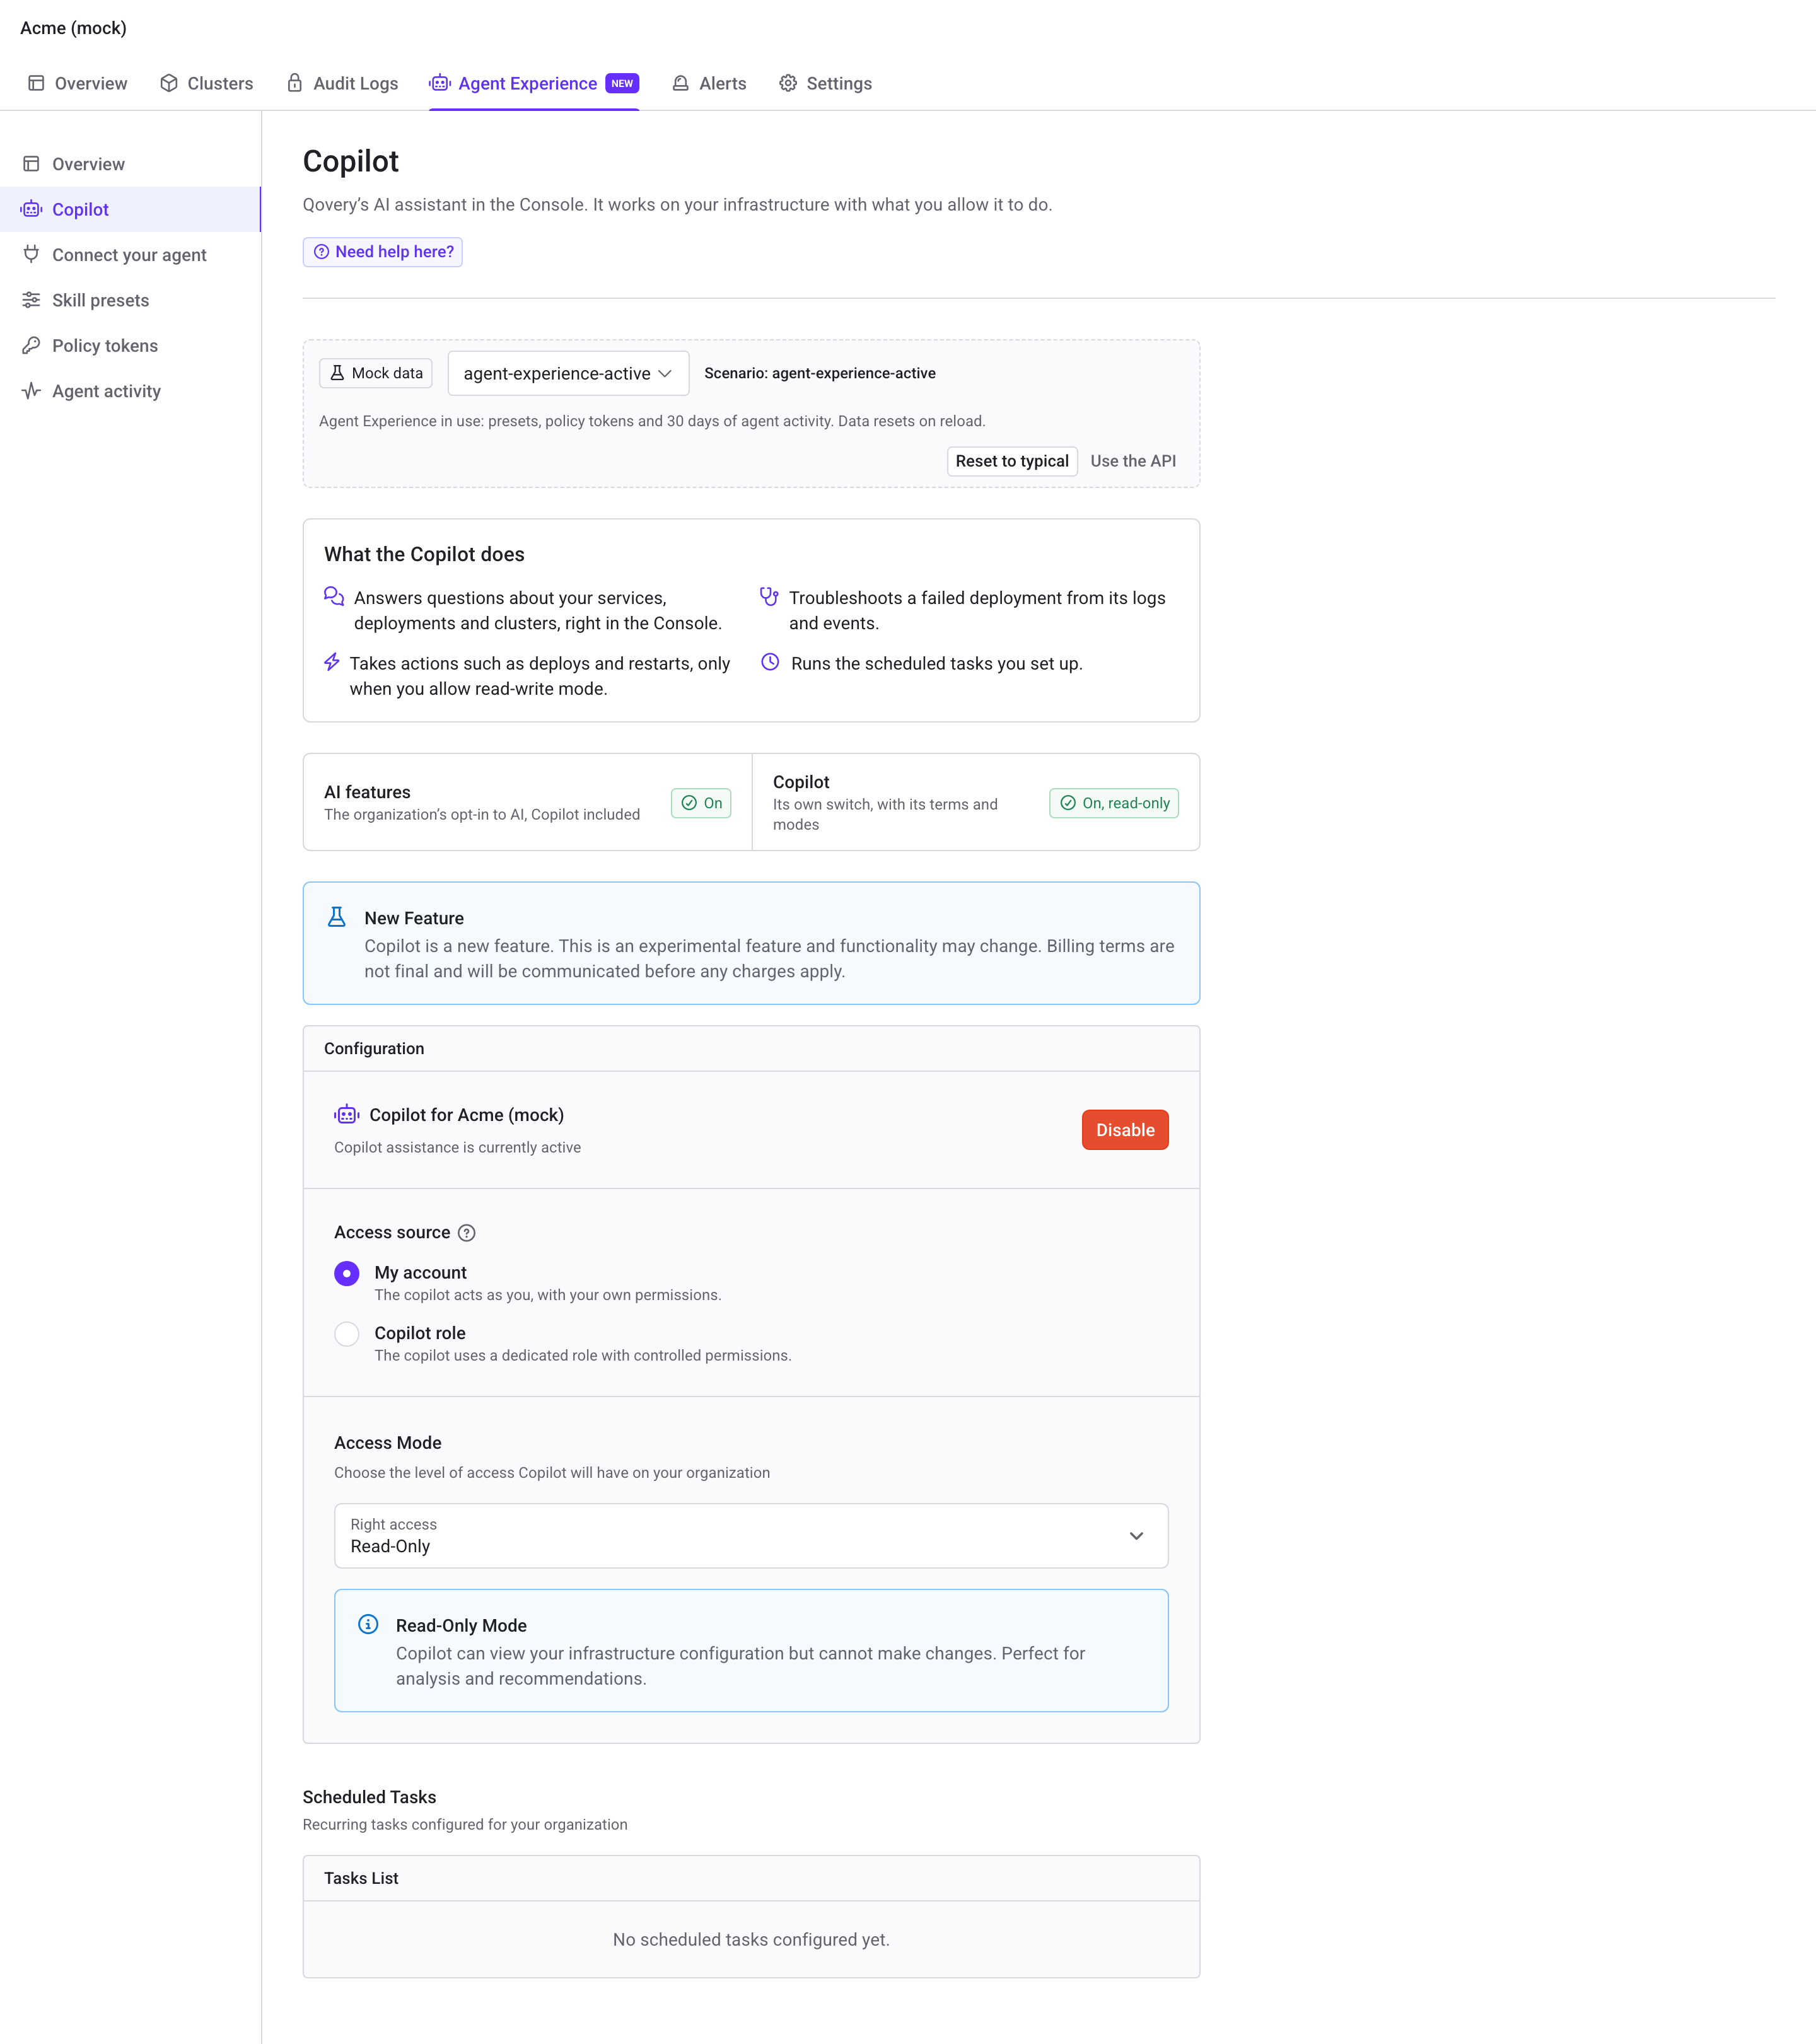 Acme (mock)
Overview
Clusters
Audit Logs
Agent Experience NEW
Alerts
Settings
Overview
Copilot
Connect your agent
Skill presets
Policy tokens
Agent activity
Copilot
Qovery’s AI assistant in the Console. It works on your infrastructure with what you allow it to do.
Need help here?
Mock data
agent-experience-active
Scenario: agent-experience-active
Agent Experience in use: presets, policy tokens and 30 days of agent activity. Data resets on reload.
Reset to typical
Use the API
What the Copilot does
Answers questions about your services,
deployments and clusters, right in the Console.
Troubleshoots a failed deployment from its logs
and events.
Takes actions such as deploys and restarts, only
when you allow read-write mode.
Runs the scheduled tasks you set up.
AI features
The organization’s opt-in to AI, Copilot included
On
Copilot
Its own switch, with its terms and
modes
On, read-only
New Feature
Copilot is a new feature. This is an experimental feature and functionality may change. Billing terms are
not final and will be communicated before any charges apply.
Configuration
Copilot for Acme (mock)
Copilot assistance is currently active
Disable
Access source
My account
The copilot acts as you, with your own permissions.
Copilot role
The copilot uses a dedicated role with controlled permissions.
Access Mode
Choose the level of access Copilot will have on your organization
Right access
Read-Only
Read-Only Mode
Copilot can view your infrastructure configuration but cannot make changes. Perfect for
analysis and recommendations.
Scheduled Tasks
Recurring tasks configured for your organization
Tasks List
No scheduled tasks configured yet.